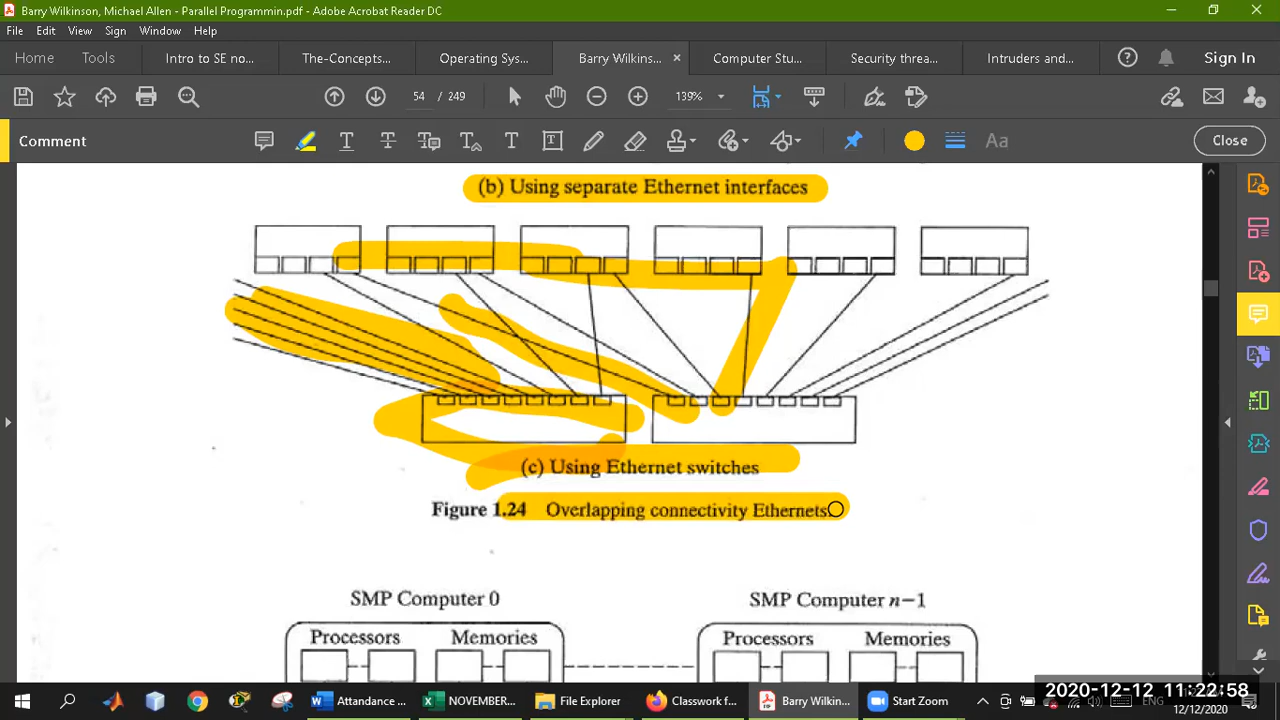 Barry Wilkinson, Michael Allen - Parallel Programmin.pdf - Adobe Acrobat Reader DC
File Edit View Sign Window Help
Home Tools Intro to SE no... The-Concepts... Operating Sys... Barry Wilkins... × Computer Stu... Security threa... Intruders and... Sign In
54 / 249 139%
Comment Aa Close
(b) Using separate Ethernet interfaces
(c) Using Ethernet switches
Figure 1.24 Overlapping connectivity Ethernets.
SMP Computer 0 SMP Computer n−1
Processors Memories Processors Memories
Attandance ... NOVEMBER... File Explorer Classwork f... Barry Wilkin... Start Zoom ENG
2020-12-12 11:22:58
12/12/2020